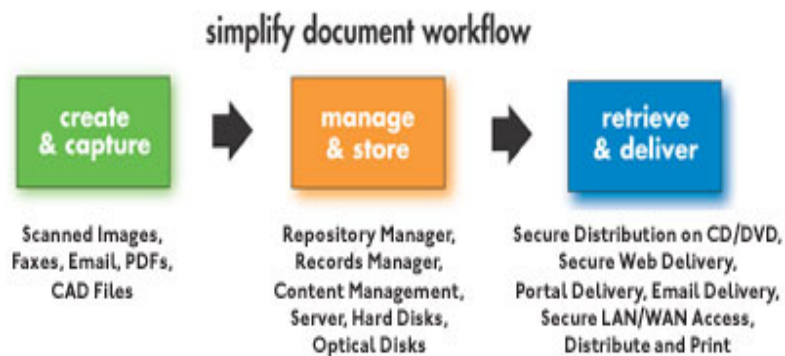 simplify document workflow
create
& capture
manage
& store
retrieve
& deliver
Scanned Images,
Faxes, Email, PDFs,
CAD Files
Repository Manager,
Records Manager,
Content Management,
Server, Hard Disks,
Optical Disks
Secure Distribution on CD/DVD,
Secure Web Delivery,
Portal Delivery, Email Delivery,
Secure LAN/WAN Access,
Distribute and Print